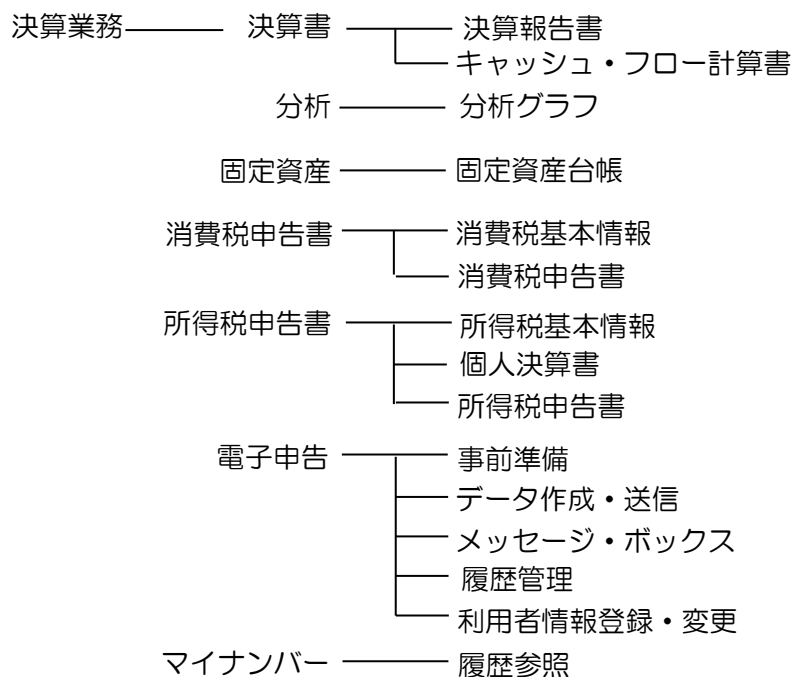 決算業務 決算書 決算報告書
キャッシュ・フロー計算書
分析 分析グラフ
固定資産 固定資産台帳
消費税申告書 消費税基本情報
消費税申告書
所得税申告書 所得税基本情報
個人決算書
所得税申告書
電子申告 事前準備
データ作成・送信
メッセージ・ボックス
履歴管理
利用者情報登録・変更
マイナンバー 履歴参照